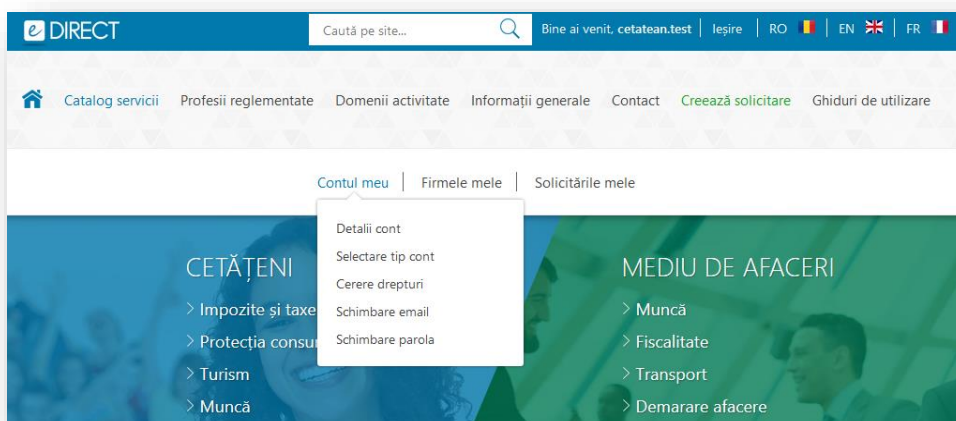 e DIRECT Caută pe site... Bine ai venit, cetatean.test | Ieșire | RO | EN | FR
Catalog servicii Profesii reglementate Domenii activitate Informații generale Contact Creează solicitare Ghiduri de utilizare
Contul meu | Firmele mele | Solicitările mele
Detalii cont
Selectare tip cont
Cerere drepturi
Schimbare email
Schimbare parola
CETĂȚENI
> Impozite și taxe
> Protecția
> Turism
> Muncă
MEDIU DE AFACERI
> Muncă
> Fiscalitate
> Transport
> Demarare afacere